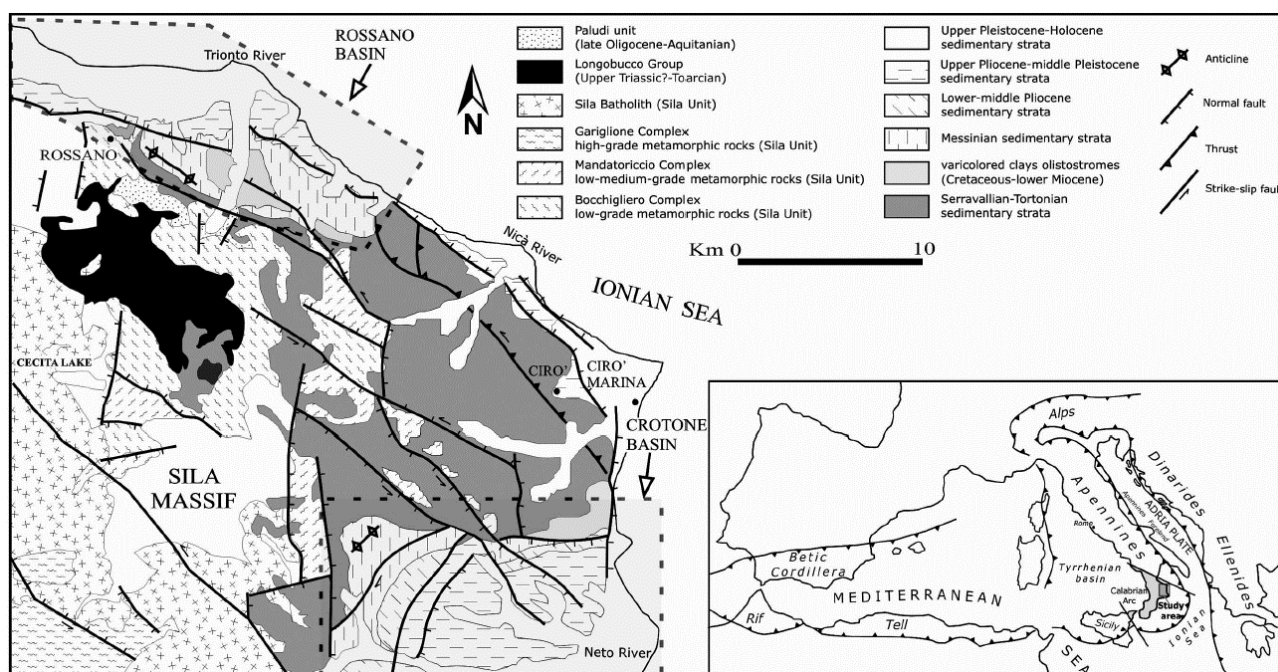 ROSSANO
BASIN
Trionto River
N
ROSSANO
Nicà River
IONIAN SEA
CECITA LAKE
CIRO'
CIRO'
MARINA
CROTONE
BASIN
SILA
MASSIF
Neto River
Paludi unit
(late Oligocene-Aquitanian)
Longobucco Group
(Upper Triassic?-Toarcian)
Sila Batholith (Sila Unit)
Gariglione Complex
high-grade metamorphic rocks (Sila Unit)
Mandatoriccio Complex
low-medium-grade metamorphic rocks (Sila Unit)
Bocchigliero Complex
low-grade metamorphic rocks (Sila Unit)
Upper Pleistocene-Holocene
sedimentary strata
Upper Pliocene-middle Pleistocene
sedimentary strata
Lower-middle Pliocene
sedimentary strata
Messinian sedimentary strata
varicolored clays olistostromes
(Cretaceous-lower Miocene)
Serravallian-Tortonian
sedimentary strata
Anticline
Normal fault
Thrust
Strike-slip fault
Km 0 10
Alps
Dinarides
Apennines
Apennines Foredeep
ADRIA PLATE
Rome
Ellenides
Betic
Cordillera
Tyrrhenian
basin
MEDITERRANEAN
Calabrian
Arc
Study
area
Rif
Tell
Sicily
Ionian
Sea
SEA